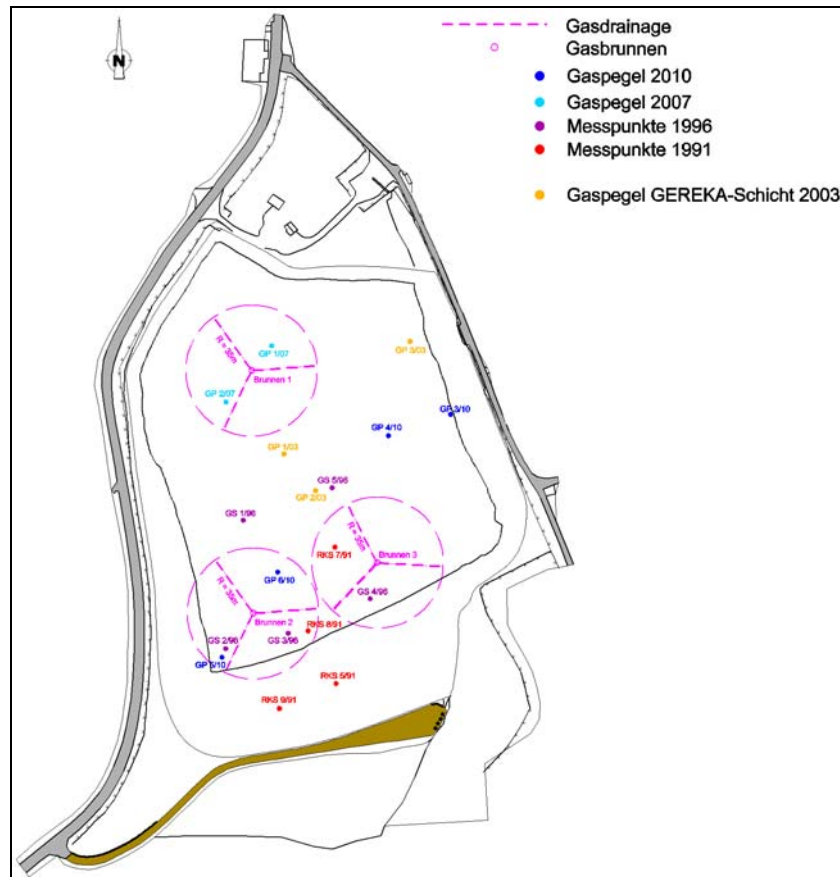 N
Gasdrainage
Gasbrunnen
Gaspegel 2010
Gaspegel 2007
Messpunkte 1996
Messpunkte 1991
Gaspegel GEREKA-Schicht 2003
GP 1/07
R = 35m
Brunnen 1
GP 2/07
GP 3/03
GP 3/10
GP 4/10
GP 1/03
GS 5/96
GP 2/03
GS 1/96
R = 35m
RKS 7/91
Brunnen 3
GP 6/10
R = 35m
GS 4/96
Brunnen 2
RKS 8/91
GS 2/96
GS 3/96
GP 5/10
RKS 5/91
RKS 9/91